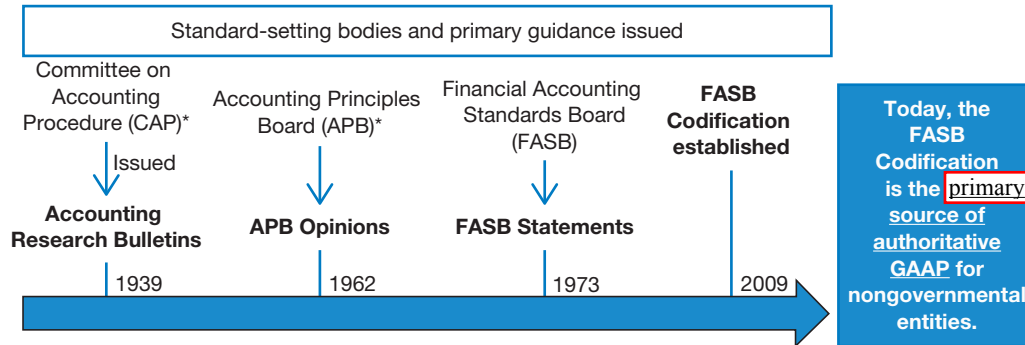 Standard-setting bodies and primary guidance issued
Committee on
Accounting
Procedure (CAP)*
Issued
Accounting
Research Bulletins
1939
Accounting Principles
Board (APB)*
APB Opinions
1962
Financial Accounting
Standards Board
(FASB)
FASB Statements
1973
FASB
Codification
established
2009
Today, the
FASB
Codification
is the primary
source of
authoritative
GAAP for
nongovernmental
entities.